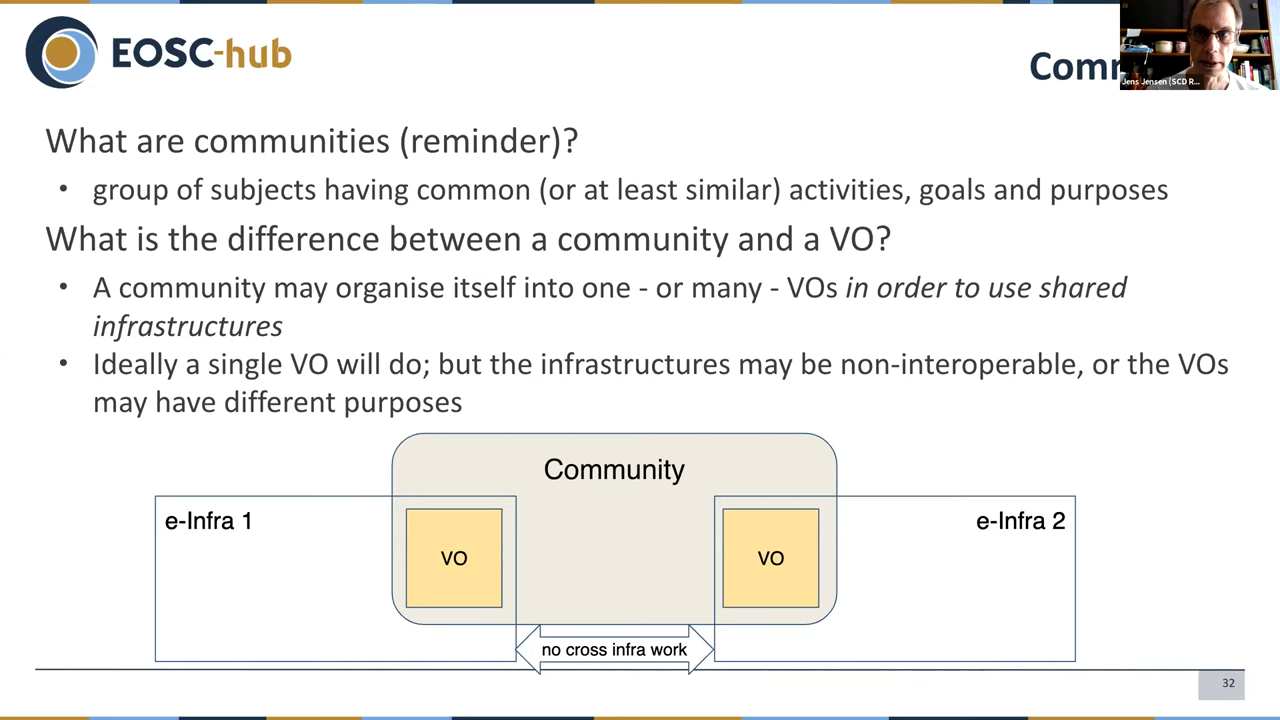 EOSC-hub
Jens Jensen (SCD R...
What are communities (reminder)?
• group of subjects having common (or at least similar) activities, goals and purposes
What is the difference between a community and a VO?
• A community may organise itself into one - or many - VOs in order to use shared
infrastructures
• Ideally a single VO will do; but the infrastructures may be non-interoperable, or the VOs
may have different purposes
Community
e-Infra 1
e-Infra 2
VO
VO
no cross infra work
32